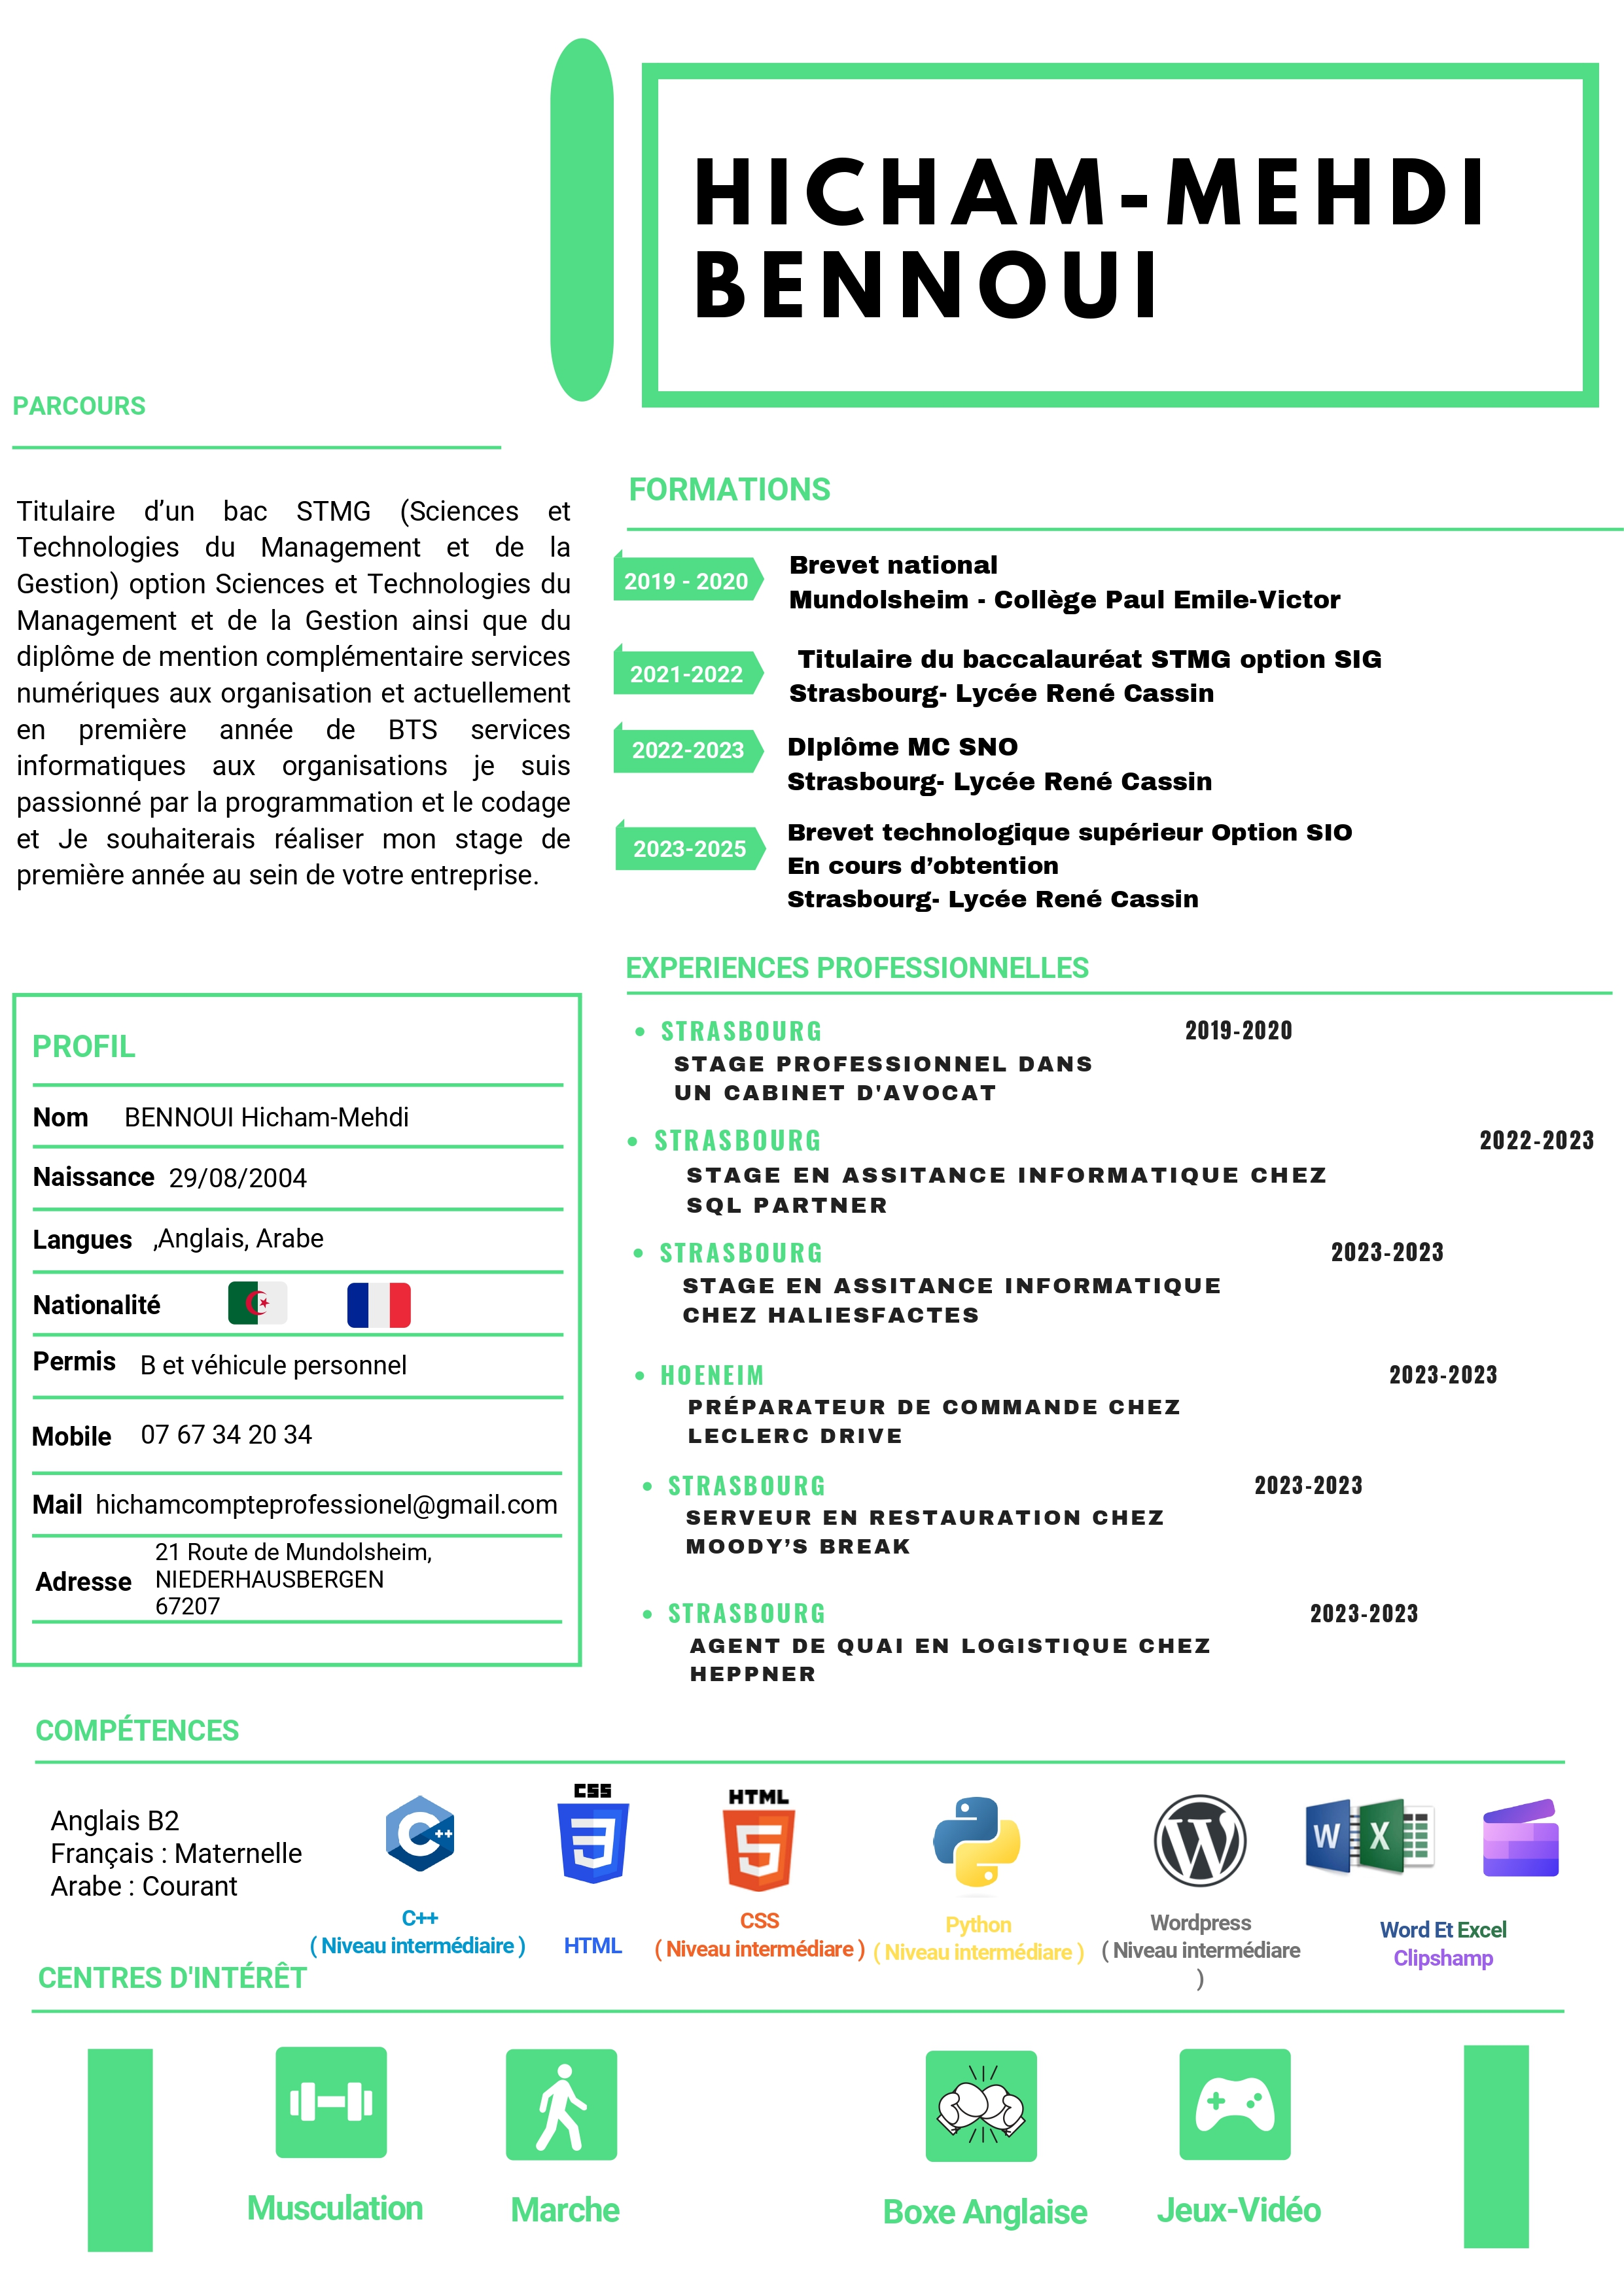 HICHAM-MEHDI
BENNOUI
PARCOURS
Titulaire d’un bac STMG (Sciences et
Technologies du Management et de la
Gestion) option Sciences et Technologies du
Management et de la Gestion ainsi que du
diplôme de mention complémentaire services
numériques aux organisation et actuellement
en première année de BTS services
informatiques aux organisations je suis
passionné par la programmation et le codage
et Je souhaiterais réaliser mon stage de
première année au sein de votre entreprise.
PROFIL
Nom BENNOUI Hicham-Mehdi
Naissance 29/08/2004
Langues ,Anglais, Arabe
Nationalité
Permis B et véhicule personnel
Mobile 07 67 34 20 34
Mail hichamcompteprofessionel@gmail.com
Adresse 21 Route de Mundolsheim,
NIEDERHAUSBERGEN
67207
FORMATIONS
2019 - 2020 Brevet national
Mundolsheim - Collège Paul Emile-Victor
2021-2022 Titulaire du baccalauréat STMG option SIG
Strasbourg- Lycée René Cassin
2022-2023 DIplôme MC SNO
Strasbourg- Lycée René Cassin
2023-2025 Brevet technologique supérieur Option SIO
En cours d’obtention
Strasbourg- Lycée René Cassin
EXPERIENCES PROFESSIONNELLES
STRASBOURG 2019-2020
STAGE PROFESSIONNEL DANS
UN CABINET D'AVOCAT
STRASBOURG 2022-2023
STAGE EN ASSITANCE INFORMATIQUE CHEZ
SQL PARTNER
STRASBOURG 2023-2023
STAGE EN ASSITANCE INFORMATIQUE
CHEZ HALIESFACTES
HOENEIM 2023-2023
PRÉPARATEUR DE COMMANDE CHEZ
LECLERC DRIVE
STRASBOURG 2023-2023
SERVEUR EN RESTAURATION CHEZ
MOODY’S BREAK
STRASBOURG 2023-2023
AGENT DE QUAI EN LOGISTIQUE CHEZ
HEPPNER
COMPÉTENCES
Anglais B2
Français : Maternelle
Arabe : Courant
C++
C++
( Niveau intermédiaire )
CSS
3
HTML
HTML
5
CSS
( Niveau intermédiare )
Python
( Niveau intermédiare )
W
Wordpress
( Niveau intermédiare
)
W X
Word Et Excel
Clipshamp
CENTRES D'INTÉRÊT
Musculation
Marche
Boxe Anglaise
Jeux-Vidéo